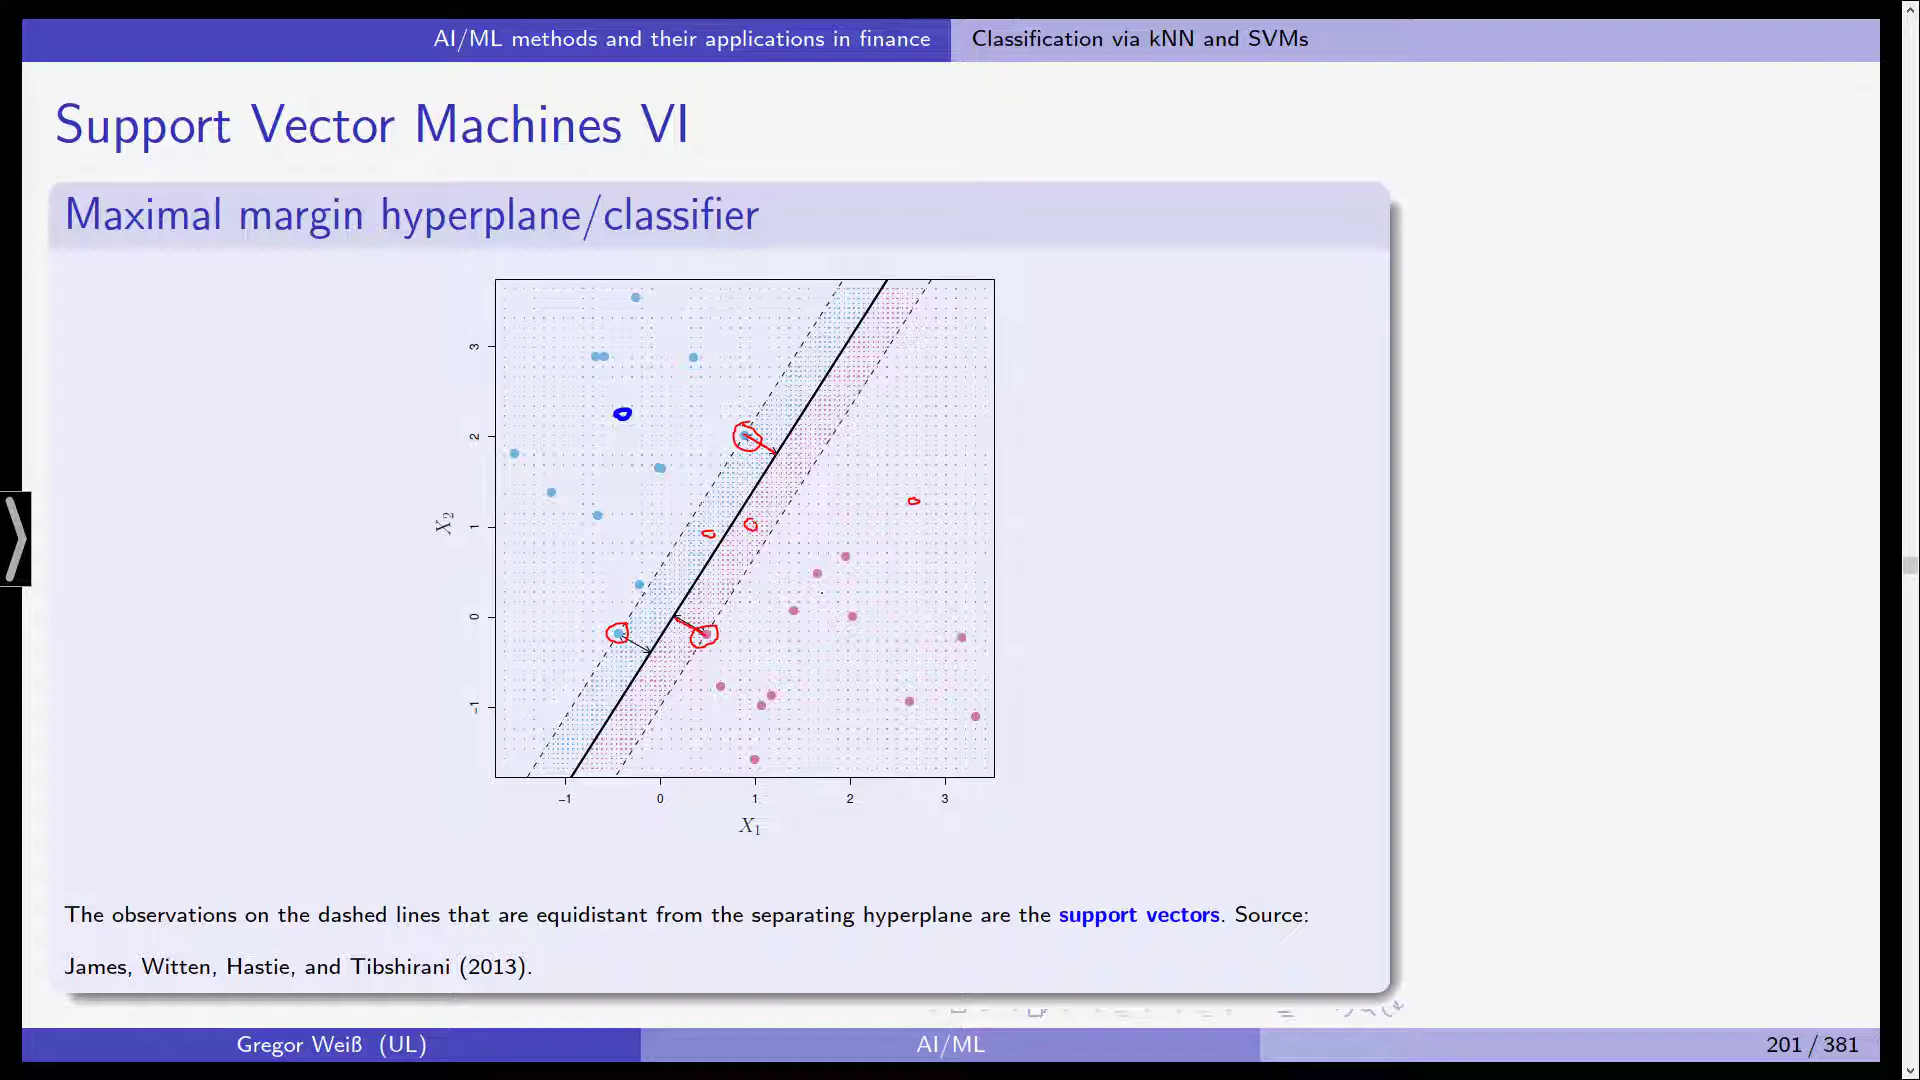 AI/ML methods and their applications in finance
Classification via kNN and SVMs
Support Vector Machines VI
Maximal margin hyperplane/classifier
3
2
1
0
−1
X2
−1
0
1
2
3
X1
The observations on the dashed lines that are equidistant from the separating hyperplane are the support vectors. Source:
James, Witten, Hastie, and Tibshirani (2013).
Gregor Weiß (UL)
AI/ML
201 / 381